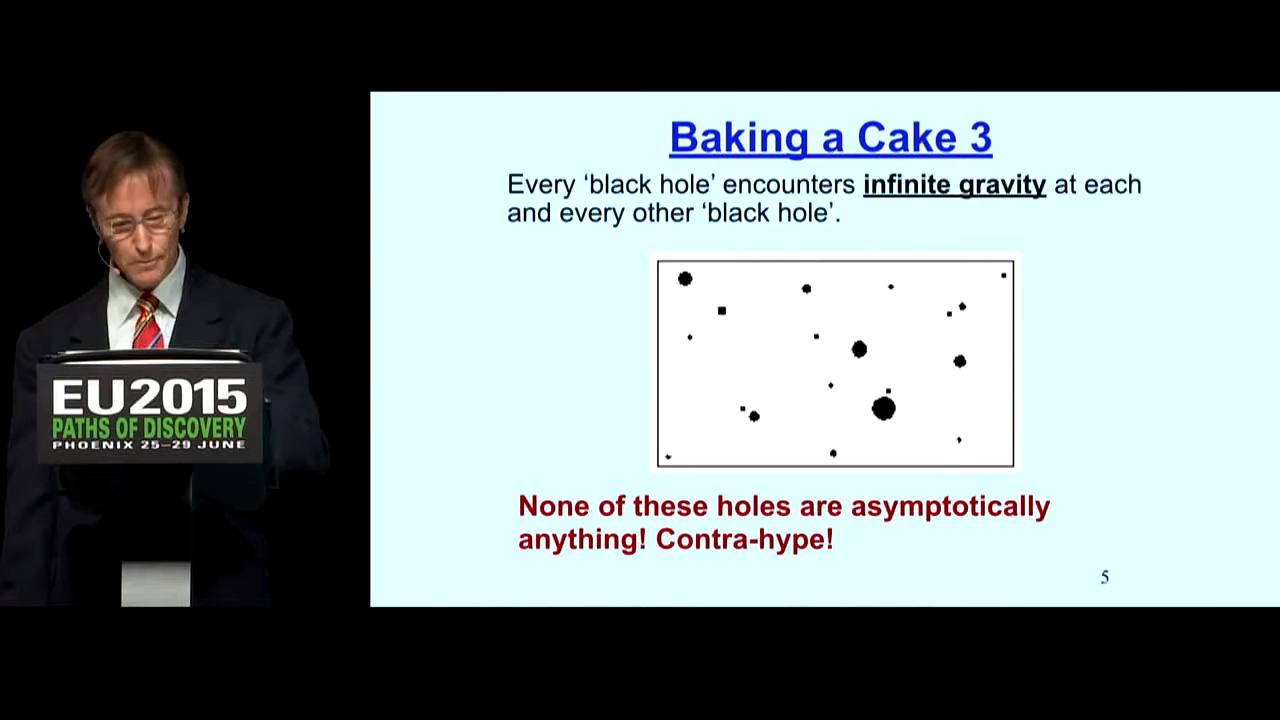 Baking a Cake 3
Every ‘black hole’ encounters infinite gravity at each
and every other ‘black hole’.
None of these holes are asymptotically
anything! Contra-hype!
5
EU2015
PATHS OF DISCOVERY
PHOENIX 25–29 JUNE